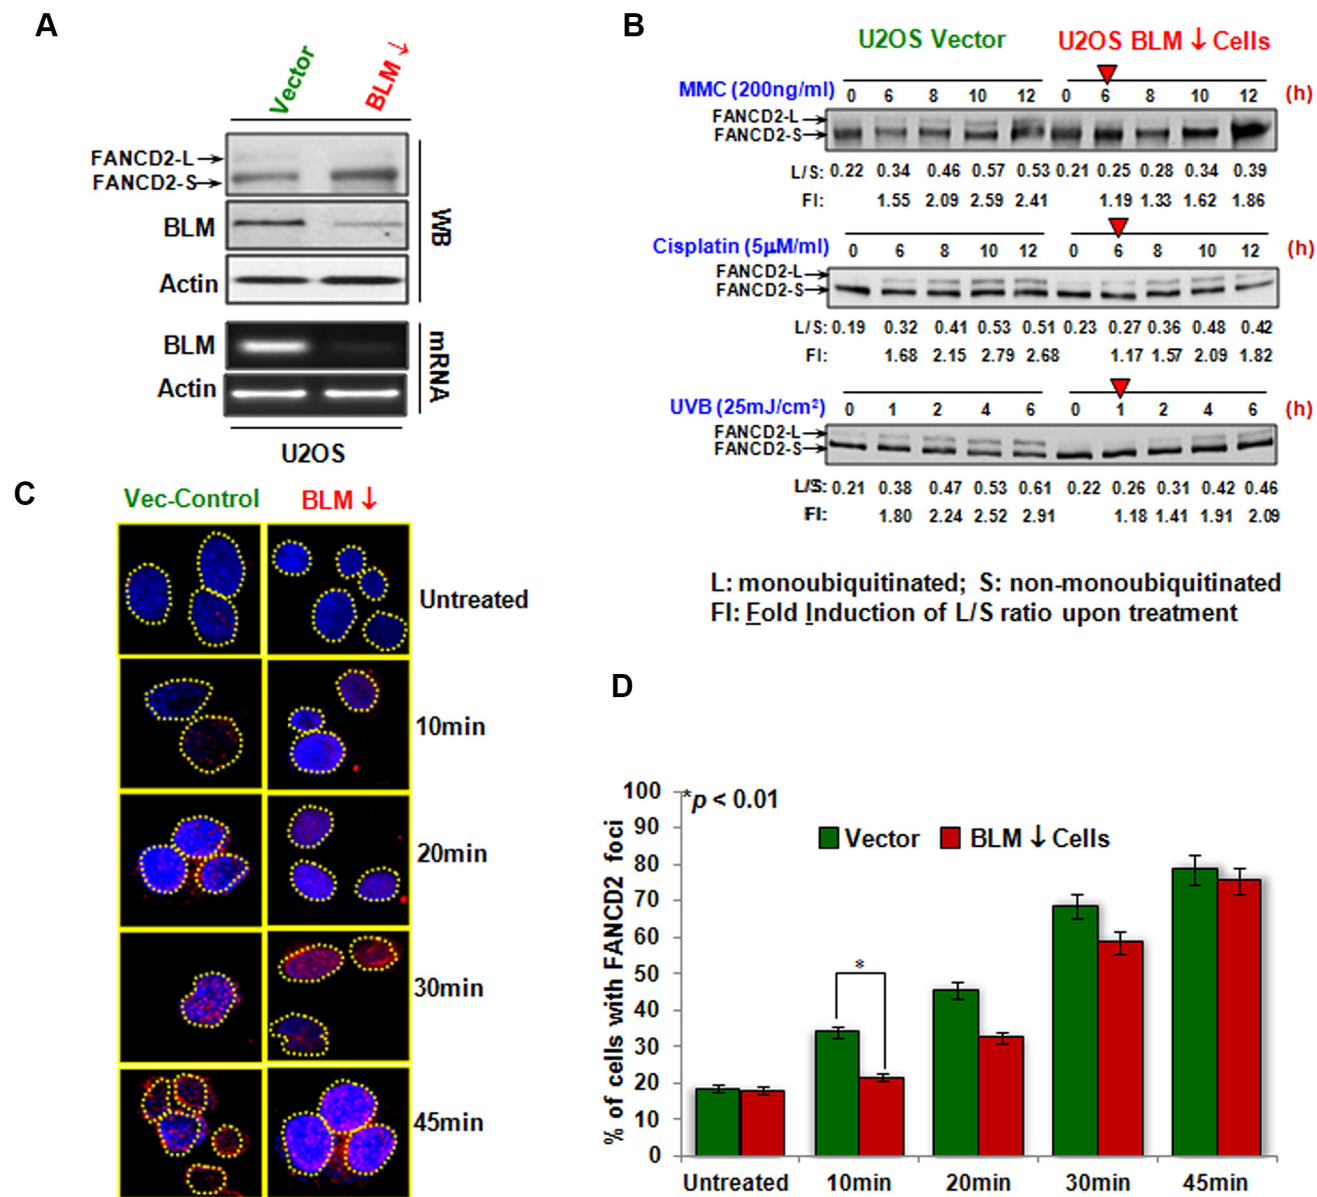 A
Vector
BLM ↓
FANCD2-L
FANCD2-S
BLM
Actin
WB
BLM
Actin
mRNA
U2OS
B
U2OS Vector U2OS BLM ↓ Cells
MMC (200ng/ml) 0 6 8 10 12 0 6 8 10 12 (h)
FANCD2-L
FANCD2-S
L/S: 0.22 0.34 0.46 0.57 0.53 0.21 0.25 0.28 0.34 0.39
FI: 1.55 2.09 2.59 2.41 1.19 1.33 1.62 1.86
Cisplatin (5µM/ml) 0 6 8 10 12 0 6 8 10 12 (h)
FANCD2-L
FANCD2-S
L/S: 0.19 0.32 0.41 0.53 0.51 0.23 0.27 0.36 0.48 0.42
FI: 1.68 2.15 2.79 2.68 1.17 1.57 2.09 1.82
UVB (25mJ/cm²) 0 1 2 4 6 0 1 2 4 6 (h)
FANCD2-L
FANCD2-S
L/S: 0.21 0.38 0.47 0.53 0.61 0.22 0.26 0.31 0.42 0.46
FI: 1.80 2.24 2.52 2.91 1.18 1.41 1.91 2.09
L: monoubiquitinated; S: non-monoubiquitinated
FI: Fold Induction of L/S ratio upon treatment
C
Vec-Control BLM ↓
Untreated
10min
20min
30min
45min
D
% of cells with FANCD2 foci
100
90
80
70
60
50
40
30
20
10
0
*p < 0.01
Vector BLM ↓ Cells
*
Untreated 10min 20min 30min 45min